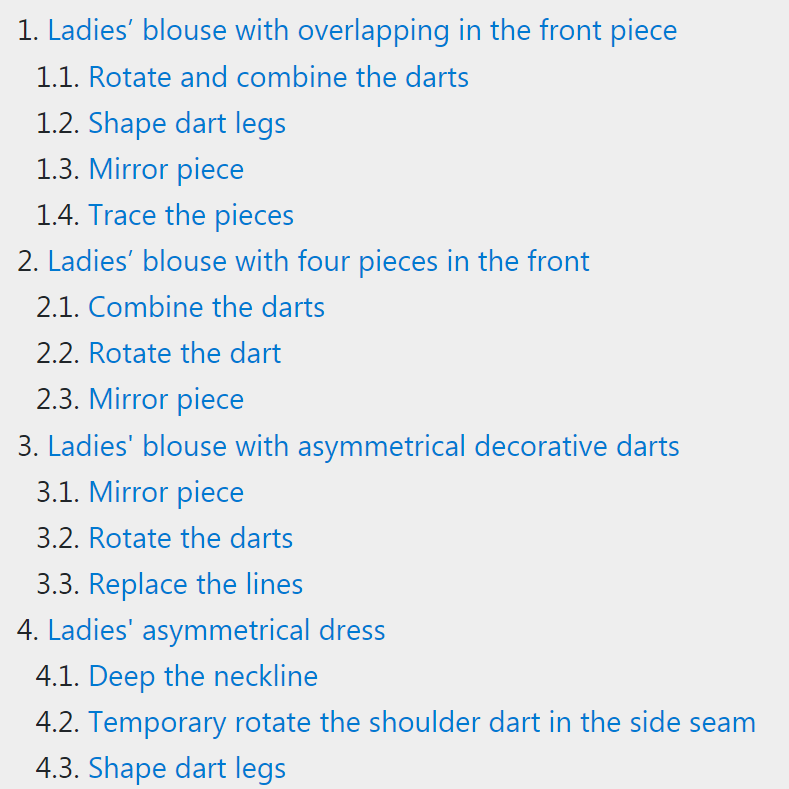 1. Ladies’ blouse with overlapping in the front piece
1.1. Rotate and combine the darts
1.2. Shape dart legs
1.3. Mirror piece
1.4. Trace the pieces
2. Ladies’ blouse with four pieces in the front
2.1. Combine the darts
2.2. Rotate the dart
2.3. Mirror piece
3. Ladies' blouse with asymmetrical decorative darts
3.1. Mirror piece
3.2. Rotate the darts
3.3. Replace the lines
4. Ladies' asymmetrical dress
4.1. Deep the neckline
4.2. Temporary rotate the shoulder dart in the side seam
4.3. Shape dart legs